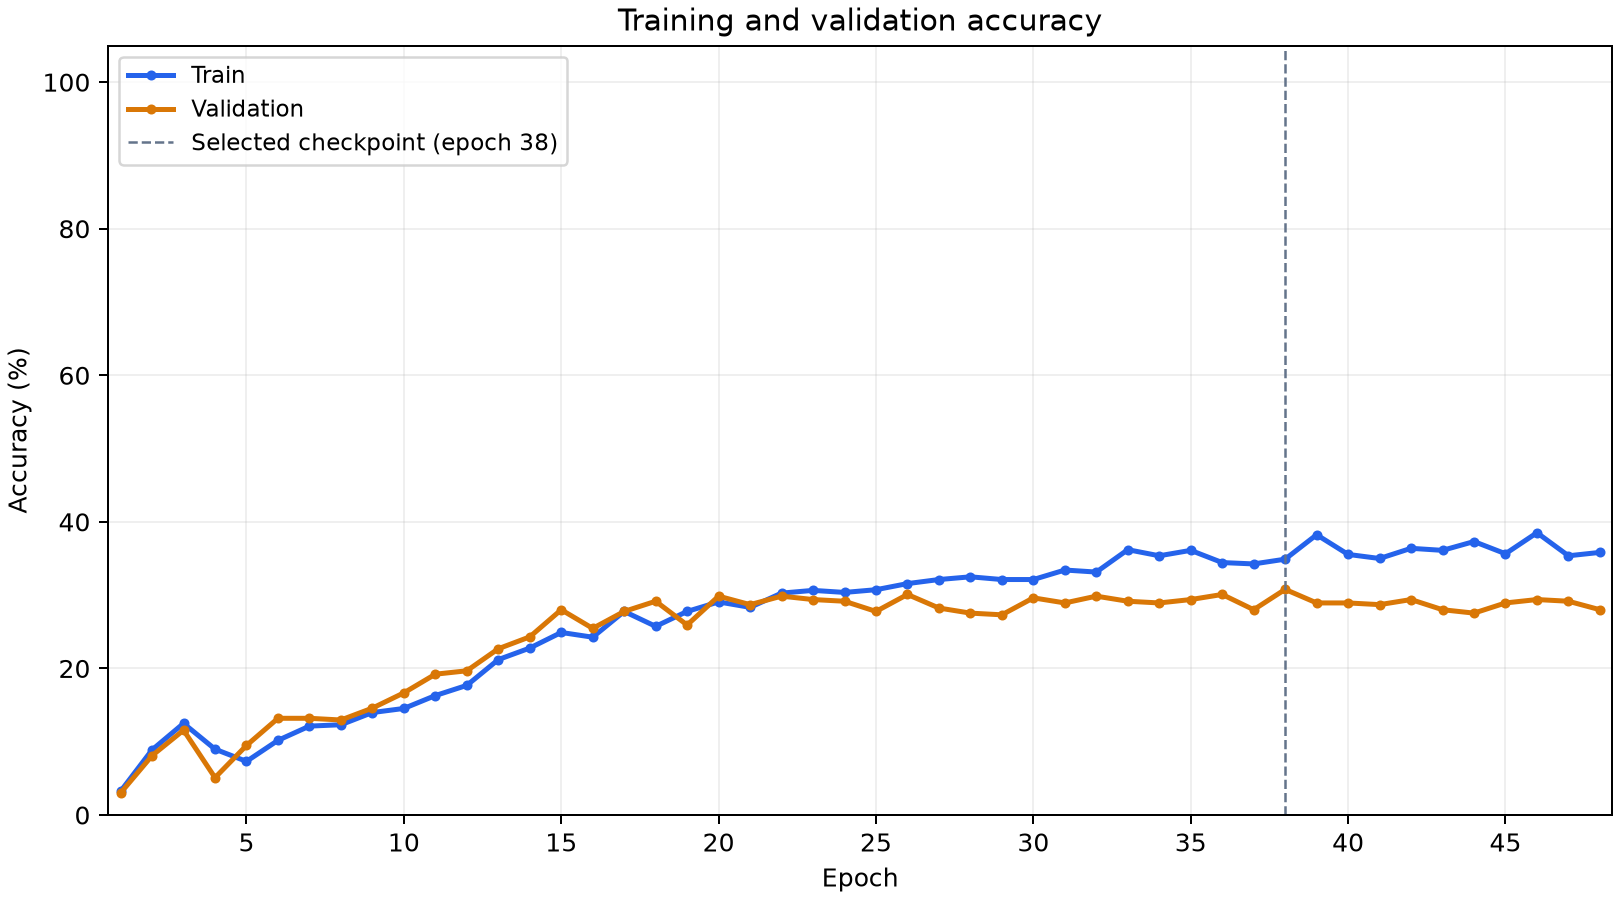 Training and validation accuracy
Train
Validation
Selected checkpoint (epoch 38)
100
80
60
40
20
0
Accuracy (%)
5 10 15 20 25 30 35 40 45
Epoch